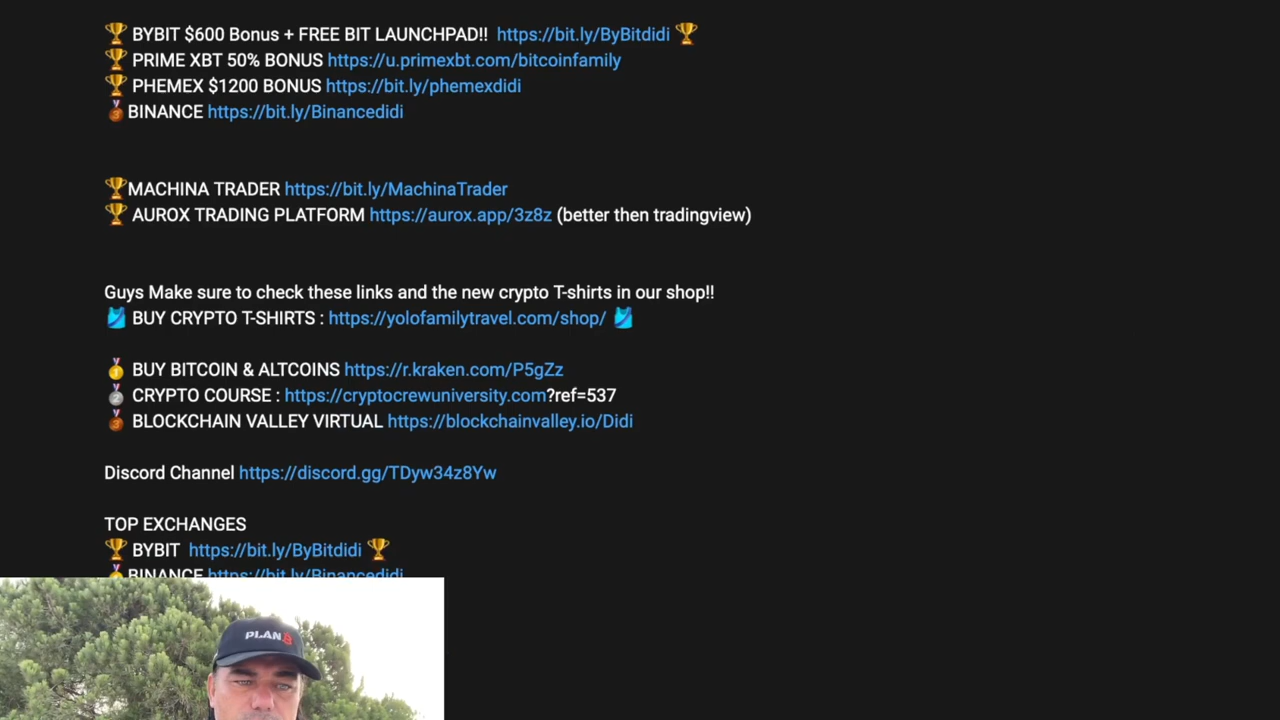 🏆 BYBIT $600 Bonus + FREE BIT LAUNCHPAD!! https://bit.ly/ByBitdidi 🏆
🏆 PRIME XBT 50% BONUS https://u.primexbt.com/bitcoinfamily
🏆 PHEMEX $1200 BONUS https://bit.ly/phemexdidi
🥉BINANCE https://bit.ly/Binancedidi
🏆MACHINA TRADER https://bit.ly/MachinaTrader
🏆 AUROX TRADING PLATFORM https://aurox.app/3z8z (better then tradingview)
Guys Make sure to check these links and the new crypto T-shirts in our shop!!
🎽 BUY CRYPTO T-SHIRTS : https://yolofamilytravel.com/shop/ 🎽
🥇 BUY BITCOIN & ALTCOINS https://r.kraken.com/P5gZz
🥈 CRYPTO COURSE : https://cryptocrewuniversity.com?ref=537
🥉 BLOCKCHAIN VALLEY VIRTUAL https://blockchainvalley.io/Didi
Discord Channel https://discord.gg/TDyw34z8Yw
TOP EXCHANGES
🏆 BYBIT https://bit.ly/ByBitdidi 🏆
🥇 BINANCE https://bit.ly/Binancedidi
PLAN B